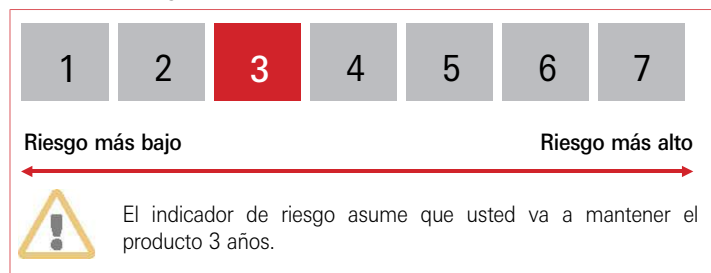 1 2 3 4 5 6 7
Riesgo más bajo Riesgo más alto
El indicador de riesgo asume que usted va a mantener el
producto 3 años.